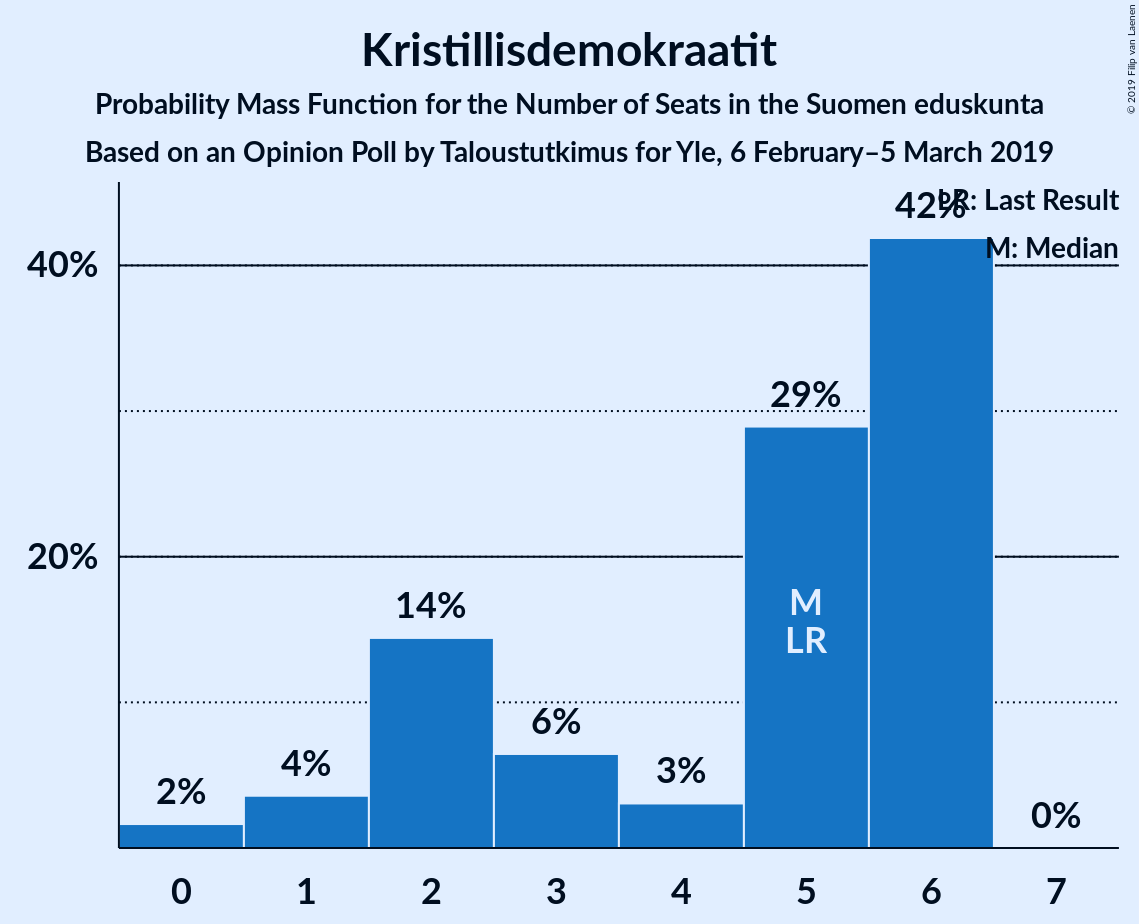 Kristillisdemokraatit
Probability Mass Function for the Number of Seats in the Suomen eduskunta
Based on an Opinion Poll by Taloustutkimus for Yle, 6 February–5 March 2019
© 2019 Filip van Laenen
LR: Last Result
M: Median
42%
40%
29%
20%
14%
M
LR
6%
4%
3%
2%
0%
0 1 2 3 4 5 6 7